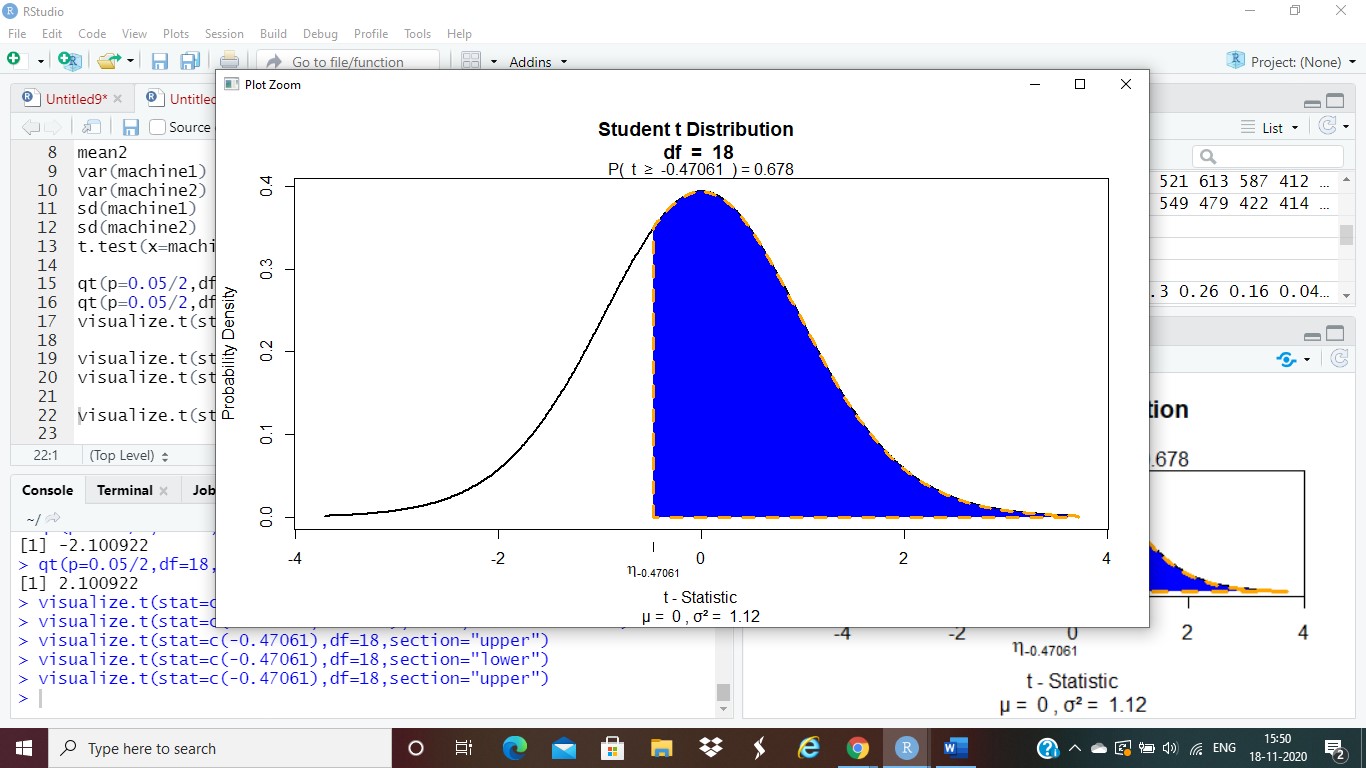 RStudio
File Edit Code View Plots Session Build Debug Profile Tools Help
Go to file/function Addins Project: (None)
Plot Zoom
Untitled9*
Source
List
8 mean2
9 var(machine1)
10 var(machine2)
11 sd(machine1)
12 sd(machine2)
13 t.test(x=machi
14
15 qt(p=0.05/2,df
16 qt(p=0.05/2,df
17 visualize.t(st
18
19 visualize.t(st
20 visualize.t(st
21
22 visualize.t(st
23
22:1 (Top Level)
Console Terminal
~/
[1] -2.100922
> qt(p=0.05/2,df=18,
[1] 2.100922
> visualize.t(stat=c
> visualize.t(stat=
> visualize.t(stat=c(-0.47061),df=18,section="upper")
> visualize.t(stat=c(-0.47061),df=18,section="lower")
> visualize.t(stat=c(-0.47061),df=18,section="upper")
>
Student t Distribution
df = 18
P( t ≥ -0.47061 ) = 0.678
Probability Density
0.4
0.3
0.2
0.1
0.0
-4 -2 0 2 4
η-0.47061
t - Statistic
μ = 0 , σ² = 1.12
521 613 587 412 ...
549 479 422 414 ...
.3 0.26 0.16 0.04...
.678
-4 -2 0 2 4
η-0.47061
t - Statistic
μ = 0 , σ² = 1.12
Type here to search
ENG
15:50
18-11-2020
2